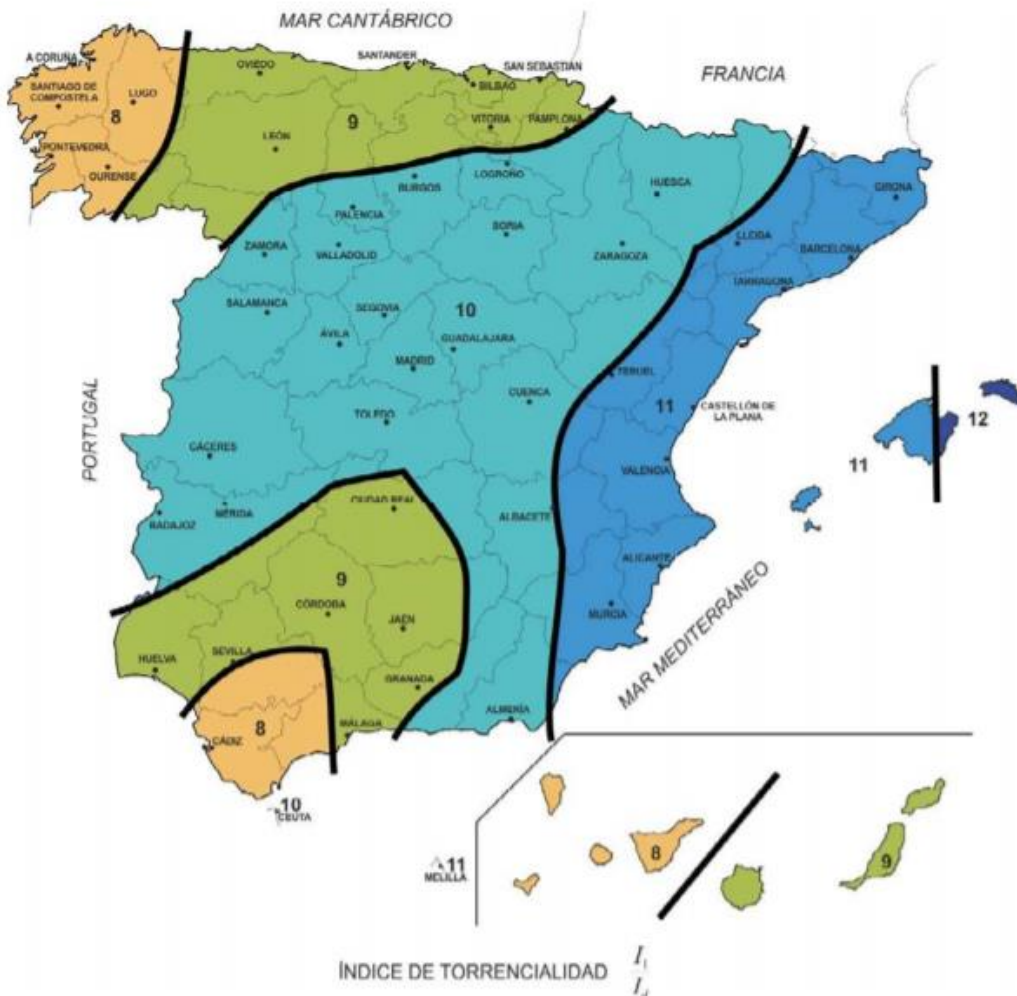 MAR CANTÁBRICO
A CORUÑA
SANTANDER
SAN SEBASTIÁN
OVIEDO
BILBAO
FRANCIA
SANTIAGO DE
COMPOSTELA
LUGO
8
9
VITORIA
PAMPLONA
LEÓN
PONTEVEDRA
OURENSE
LOGROÑO
BURGOS
HUESCA
GIRONA
PALENCIA
SORIA
ZAMORA
VALLADOLID
ZARAGOZA
LLEIDA
BARCELONA
TARRAGONA
SALAMANCA
SEGOVIA
10
ÁVILA
GUADALAJARA
MADRID
TERUEL
CUENCA
11
CASTELLÓN DE
LA PLANA
12
PORTUGAL
TOLEDO
CÁCERES
VALENCIA
11
MÉRIDA
BADAJOZ
CIUDAD REAL
ALBACETE
ALICANTE
9
CÓRDOBA
JAÉN
MURCIA
MAR MEDITERRÁNEO
HUELVA
SEVILLA
GRANADA
ALMERÍA
8
CÁDIZ
MÁLAGA
10
CEUTA
11
MELILLA
8
9
ÍNDICE DE TORRENCIALIDAD
I₁
I